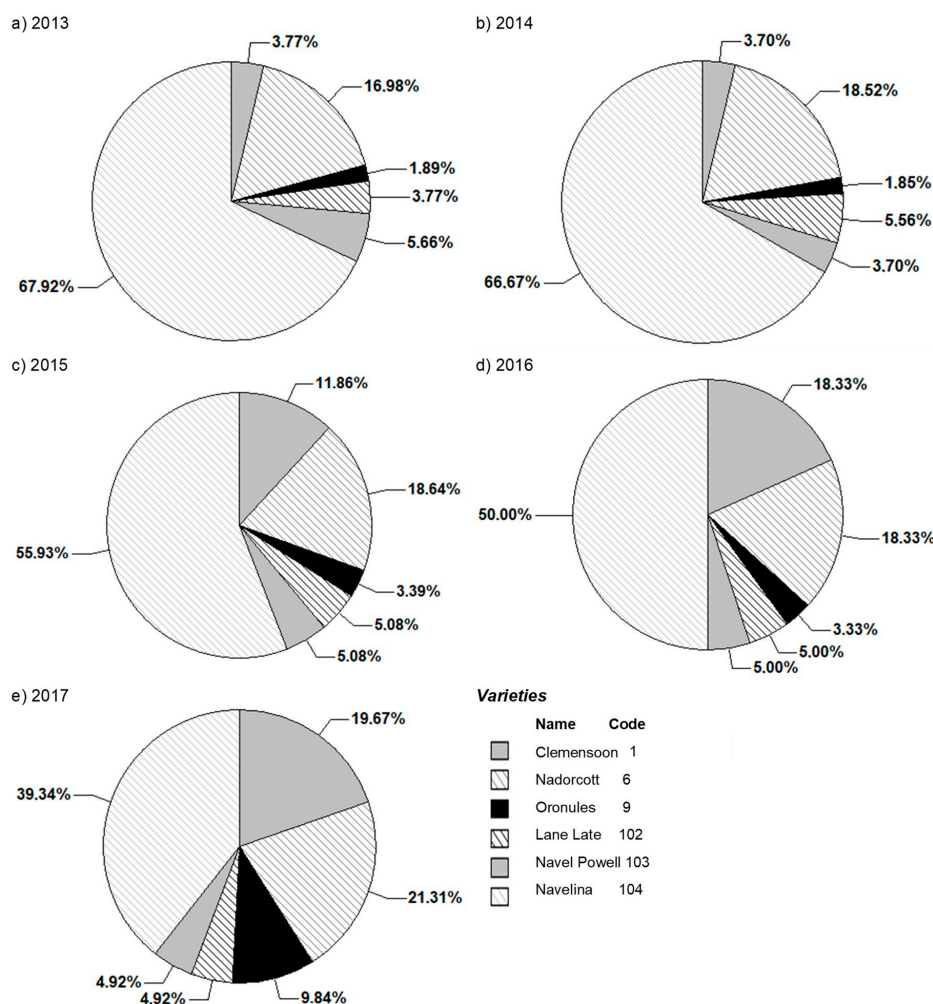 a) 2013
3.77%
16.98%
1.89%
3.77%
5.66%
67.92%
b) 2014
3.70%
18.52%
1.85%
5.56%
3.70%
66.67%
c) 2015
11.86%
18.64%
3.39%
5.08%
5.08%
55.93%
d) 2016
18.33%
18.33%
3.33%
5.00%
5.00%
50.00%
e) 2017
19.67%
21.31%
9.84%
4.92%
4.92%
39.34%
Varieties
Name Code
Clemensoon 1
Nadorcott 6
Oronules 9
Lane Late 102
Navel Powell 103
Navelina 104